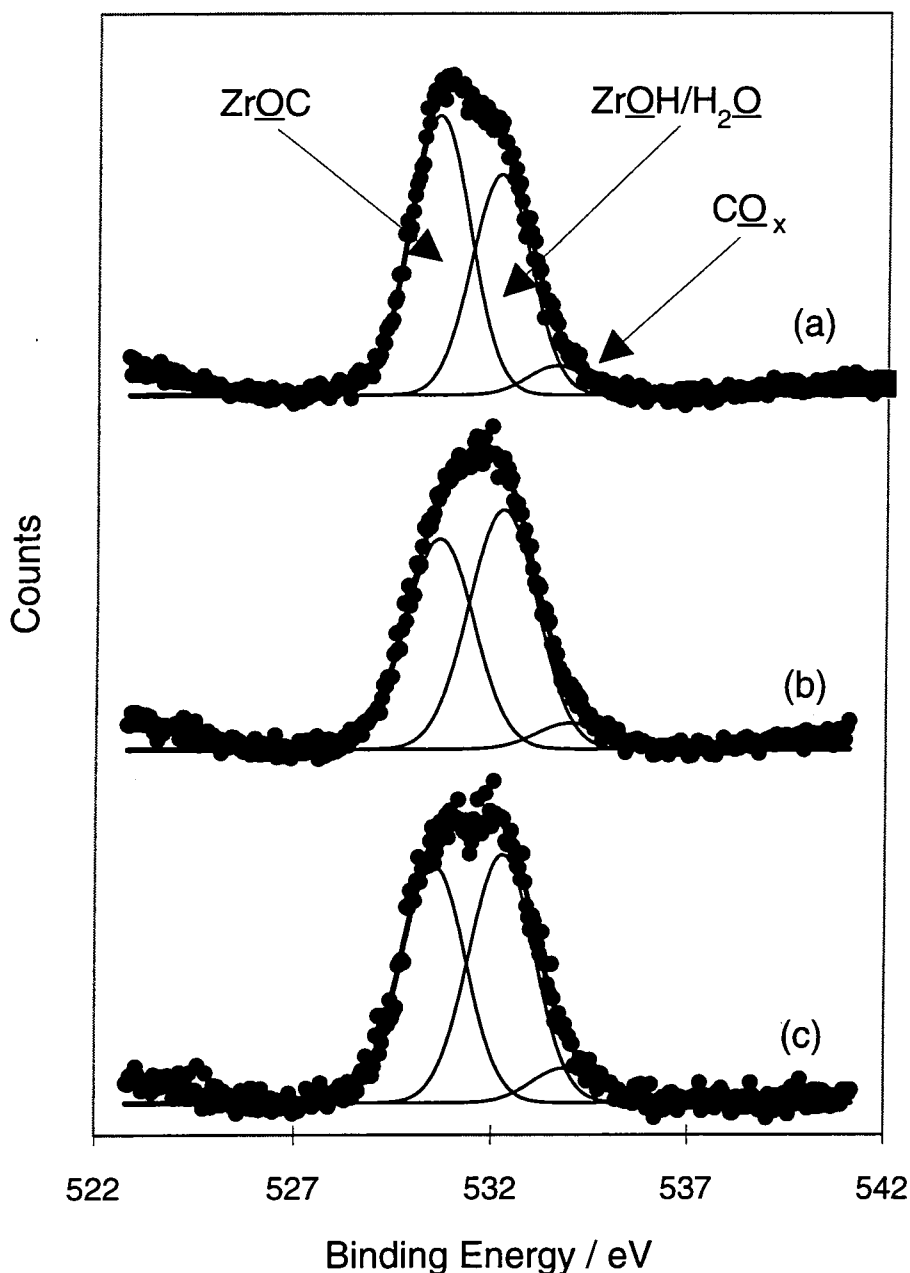 ZrOC
ZrOH/H₂O
COₓ
(a)
(b)
(c)
Counts
522 527 532 537 542
Binding Energy / eV